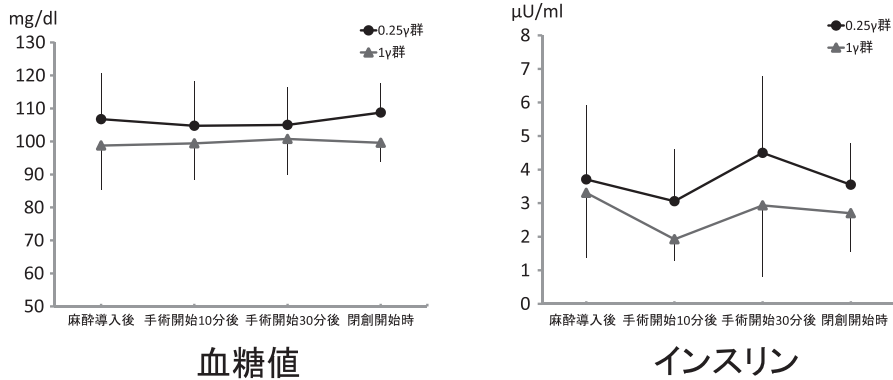 mg/dl
130
120
110
100
90
80
70
60
50
0.25γ群
1γ群
麻酔導入後 手術開始10分後 手術開始30分後 閉創開始時
血糖値
μU/ml
8
7
6
5
4
3
2
1
0
0.25γ群
1γ群
麻酔導入後 手術開始10分後 手術開始30分後 閉創開始時
インスリン